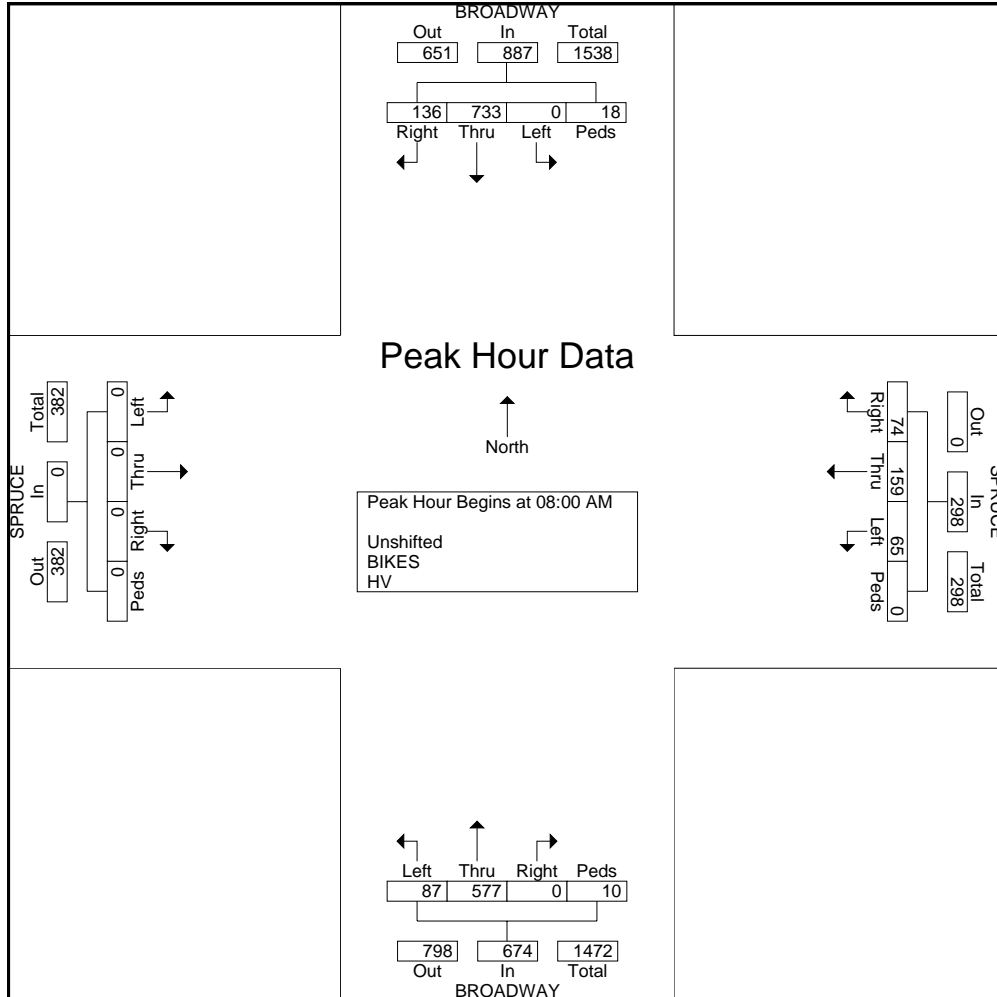 BROADWAY
Out In Total
651 887 1538
136 733 0 18
Right Thru Left Peds
Peak Hour Data
North
Peak Hour Begins at 08:00 AM
Unshifted
BIKES
HV
SPRUCE
Total In Out
382 0 382
0 0 0 0
Left Thru Right Peds
SPRUCE
Out In Total
0 298 298
74 159 65 0
Right Thru Left Peds
Left Thru Right Peds
87 577 0 10
798 674 1472
Out In Total
BROADWAY